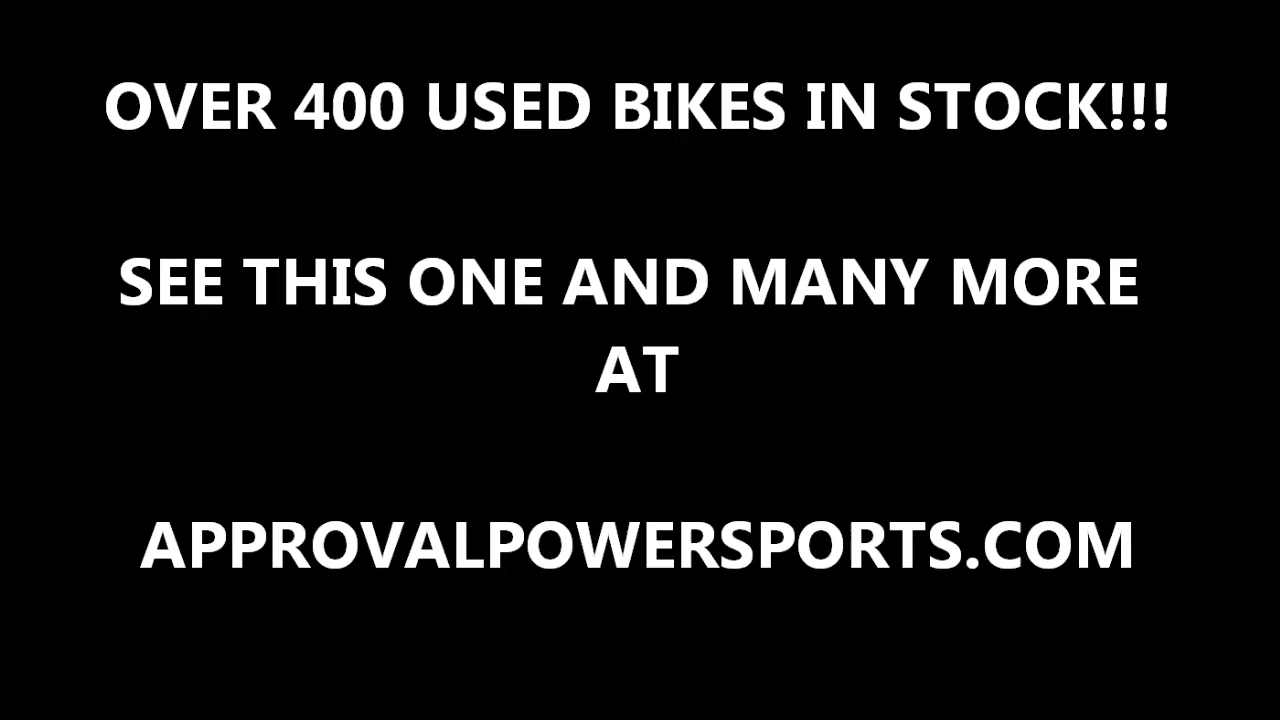 OVER 400 USED BIKES IN STOCK!!!
SEE THIS ONE AND MANY MORE
AT
APPROVALPOWERSPORTS.COM